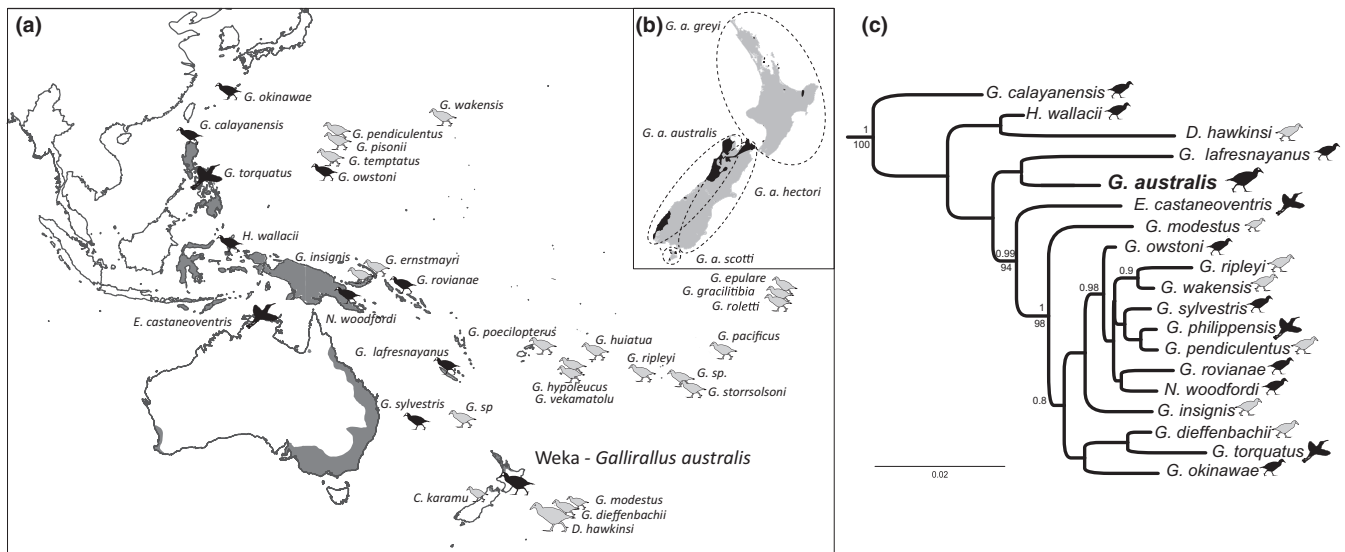 (a)
G. okinawae
G. wakensis
G. calayanensis
G. pendiculentus
G. pisonii
G. temptatus
G. torquatus
G. owstoni
H. wallacii
G. insignis
G. ernstmayri
G. rovianae
E. castaneoventris
N. woodfordi
G. epulare
G. gracilitibia
G. roletti
G. poecilopterus
G. huiatua
G. pacificus
G. lafresnayanus
G. ripleyi
G. sp.
G. hypoleucus
G. vekamatolu
G. storrsolsoni
G. sylvestris
G. sp
Weka - Gallirallus australis
C. karamu
G. modestus
G. dieffenbachii
D. hawkinsi
(b)
G. a. greyi
G. a. australis
G. a. hectori
G. a. scotti
(c)
G. calayanensis
H. wallacii
1
100
D. hawkinsi
G. lafresnayanus
G. australis
E. castaneoventris
G. modestus
G. owstoni
0.99
94
G. ripleyi
0.9
G. wakensis
0.98
G. sylvestris
1
98
G. philippensis
G. pendiculentus
G. rovianae
N. woodfordi
0.8
G. insignis
G. dieffenbachii
G. torquatus
G. okinawae
0.02